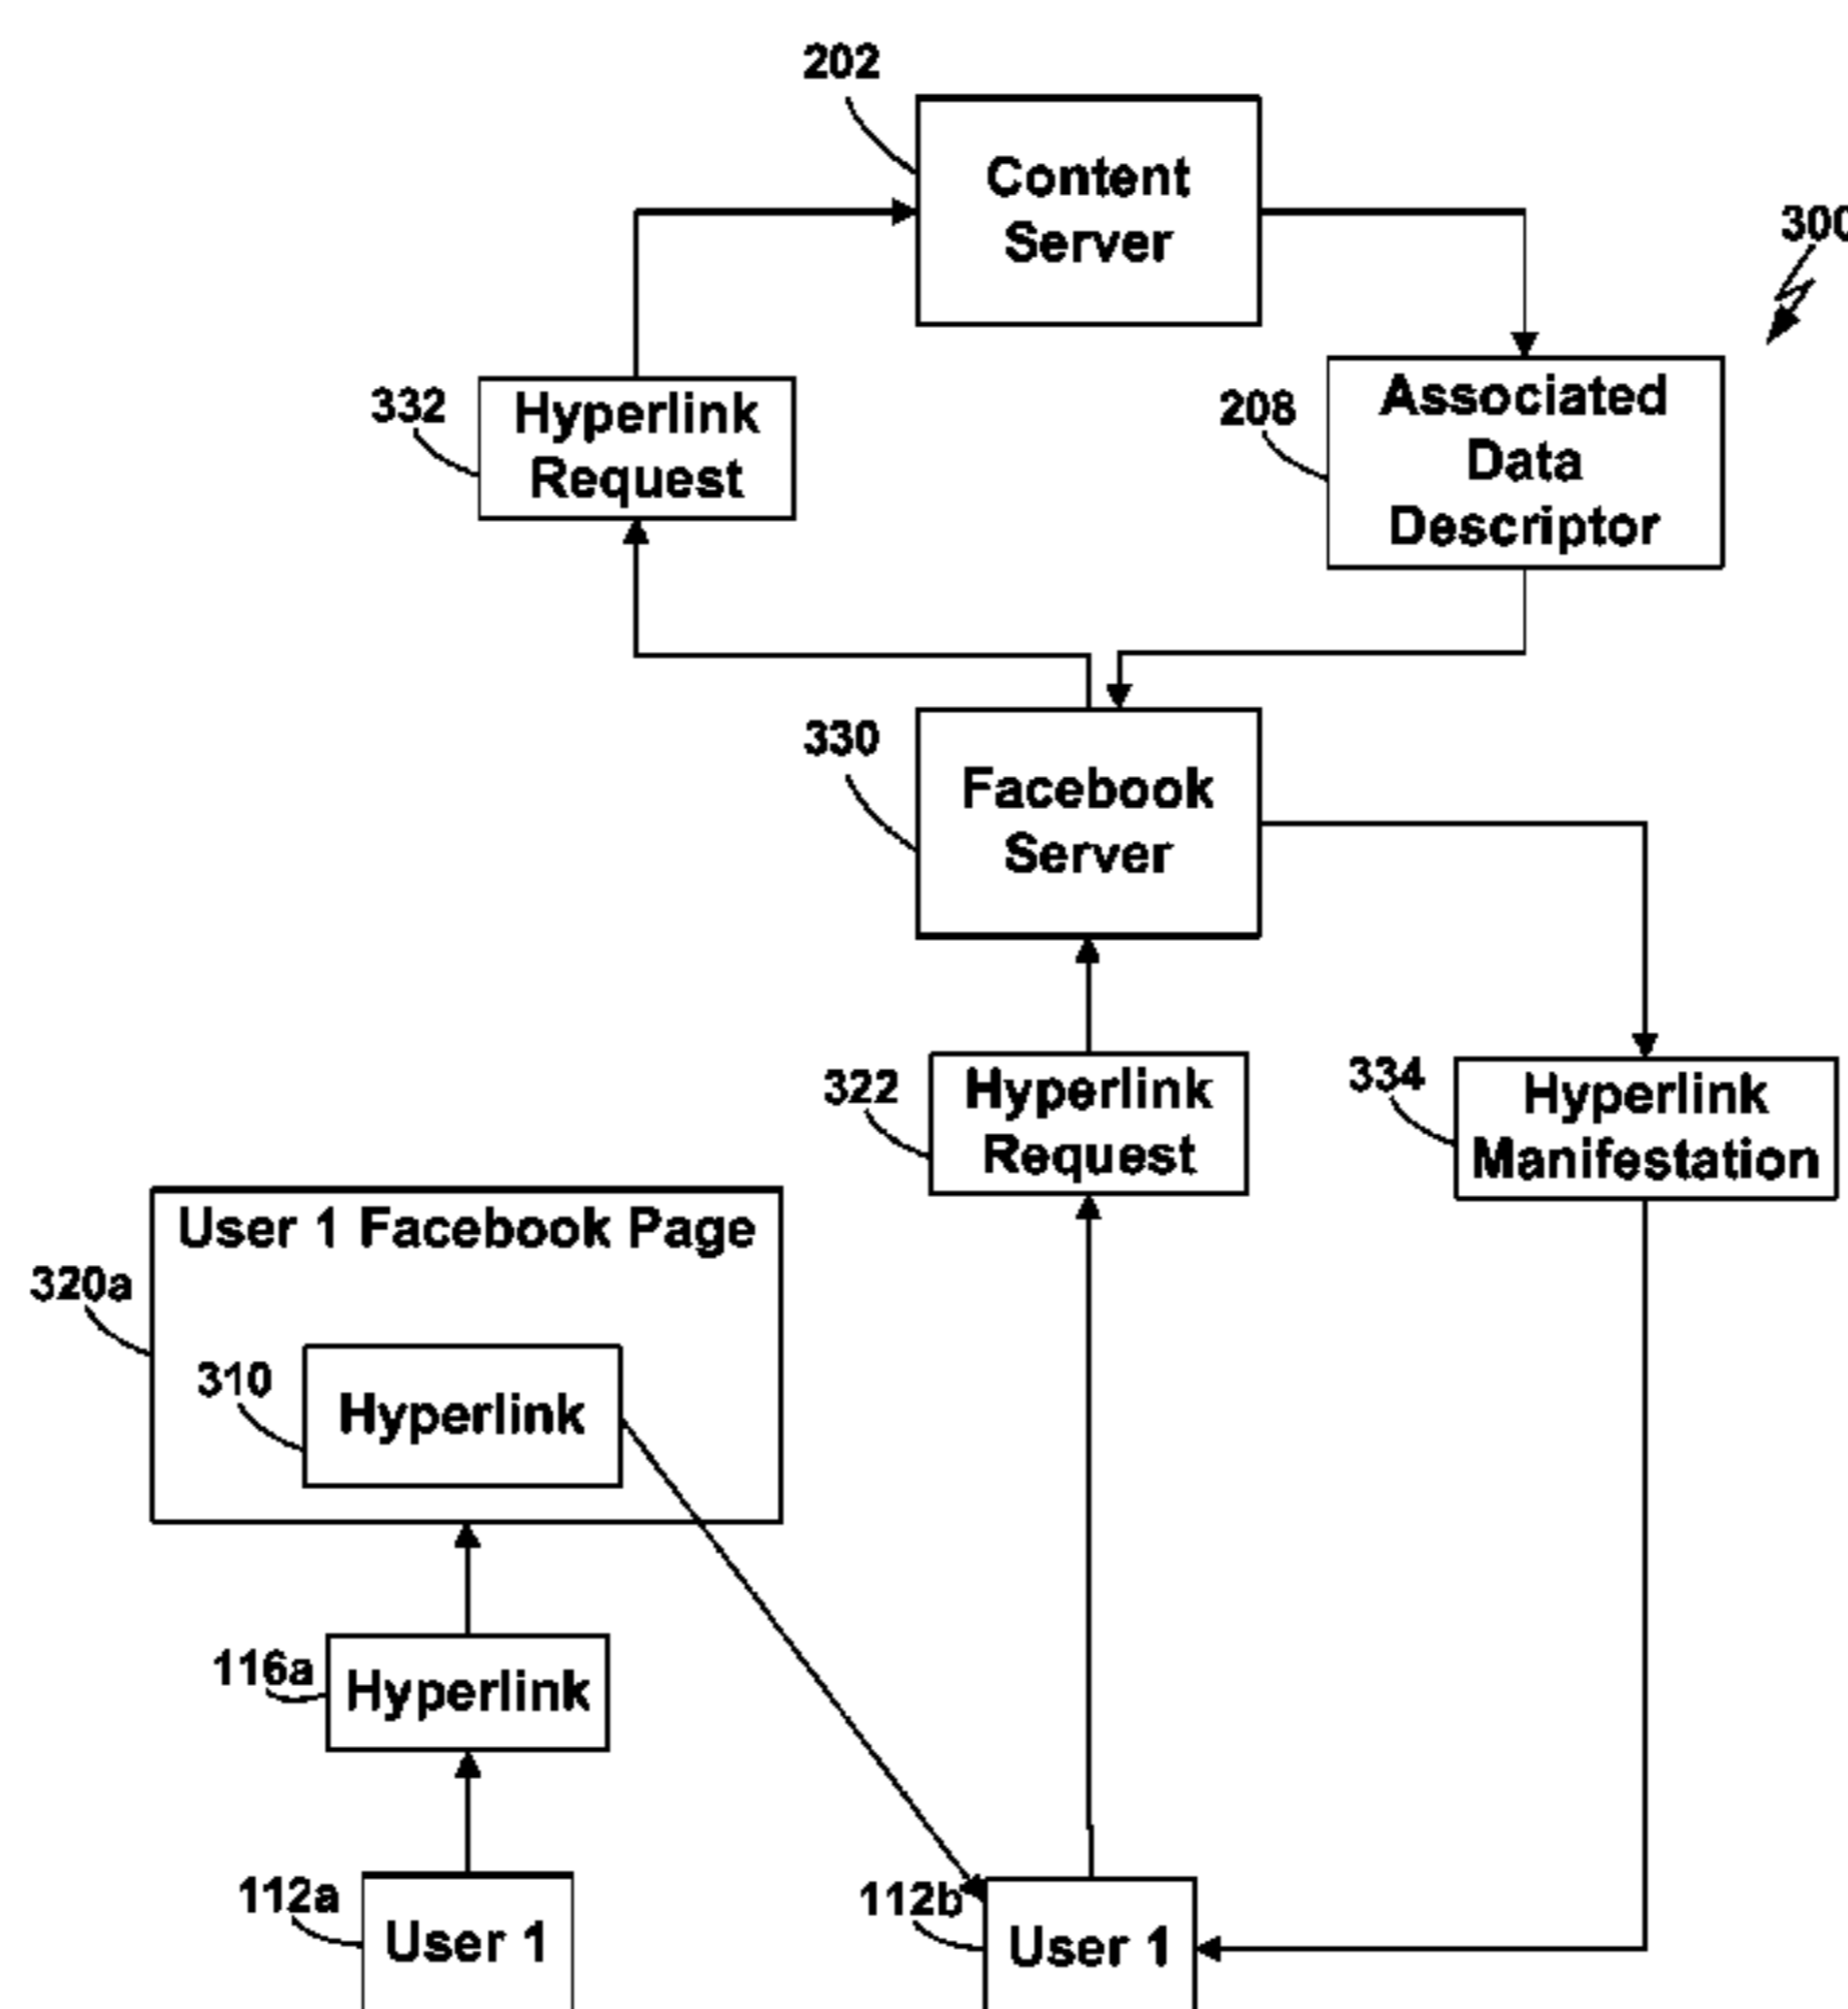 202
Content
Server
300
332
Hyperlink
Request
208
Associated
Data
Descriptor
330
Facebook
Server
322
Hyperlink
Request
334
Hyperlink
Manifestation
User 1 Facebook Page
320a
310
Hyperlink
116a
Hyperlink
112a
User 1
112b
User 1